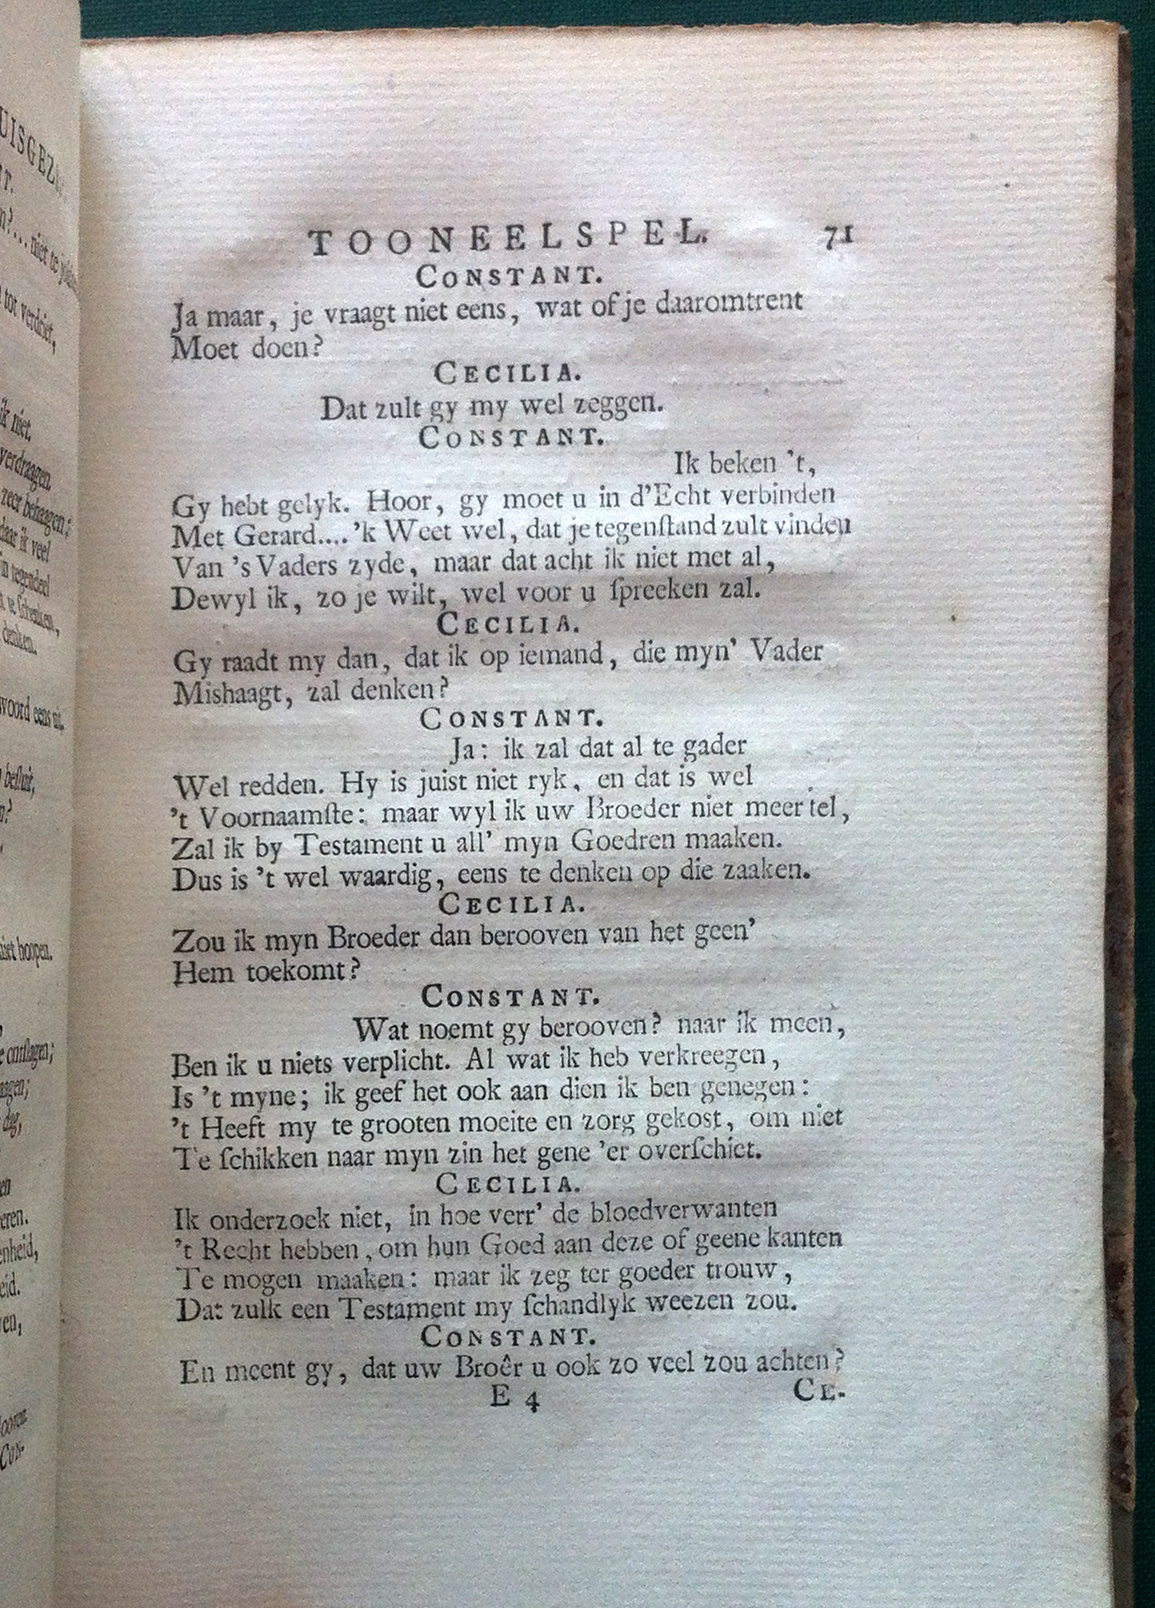 TOONEELSPEL. 71
CONSTANT.
Ja maar, je vraagt niet eens, wat of je daaromtrent
Moet doen?
CECILIA.
Dat zult gy my wel zeggen.
CONSTANT.
Ik beken 't,
Gy hebt gelyk. Hoor, gy moet u in d'Echt verbinden
Met Gerard.... 'k Weet wel, dat je tegenſtand zult vinden
Van 's Vaders zyde, maar dat acht ik niet met al,
Dewyl ik, zo je wilt, wel voor u ſpreeken zal.
CECILIA.
Gy raadt my dan, dat ik op iemand, die myn' Vader
Mishaagt, zal denken?
CONSTANT.
Ja: ik zal dat al te gader
Wel redden. Hy is juist niet ryk, en dat is wel
't Voornaamſte: maar wyl ik uw Broeder niet meer tel,
Zal ik by Testament u all' myn Goedren maaken.
Dus is 't wel waardig, eens te denken op die zaaken.
CECILIA.
Zou ik myn Broeder dan berooven van het geen'
Hem toekomt?
CONSTANT.
Wat noemt gy berooven? naar ik meen,
Ben ik u niets verplicht. Al wat ik heb verkreegen,
Is 't myne; ik geef het ook aan dien ik ben genegen:
't Heeft my te grooten moeite en zorg gekost, om niet
Te ſchikken naar myn zin het gene 'er overſchiet.
CECILIA.
Ik onderzoek niet, in hoe verr' de bloedverwanten
't Recht hebben, om hun Goed aan deze of geene kanten
Te mogen maaken: maar ik zeg ter goeder trouw,
Dat zulk een Testament my ſchandlyk weezen zou.
CONSTANT.
En meent gy, dat uw Broêr u ook zo veel zou achten?
E 4 CE-